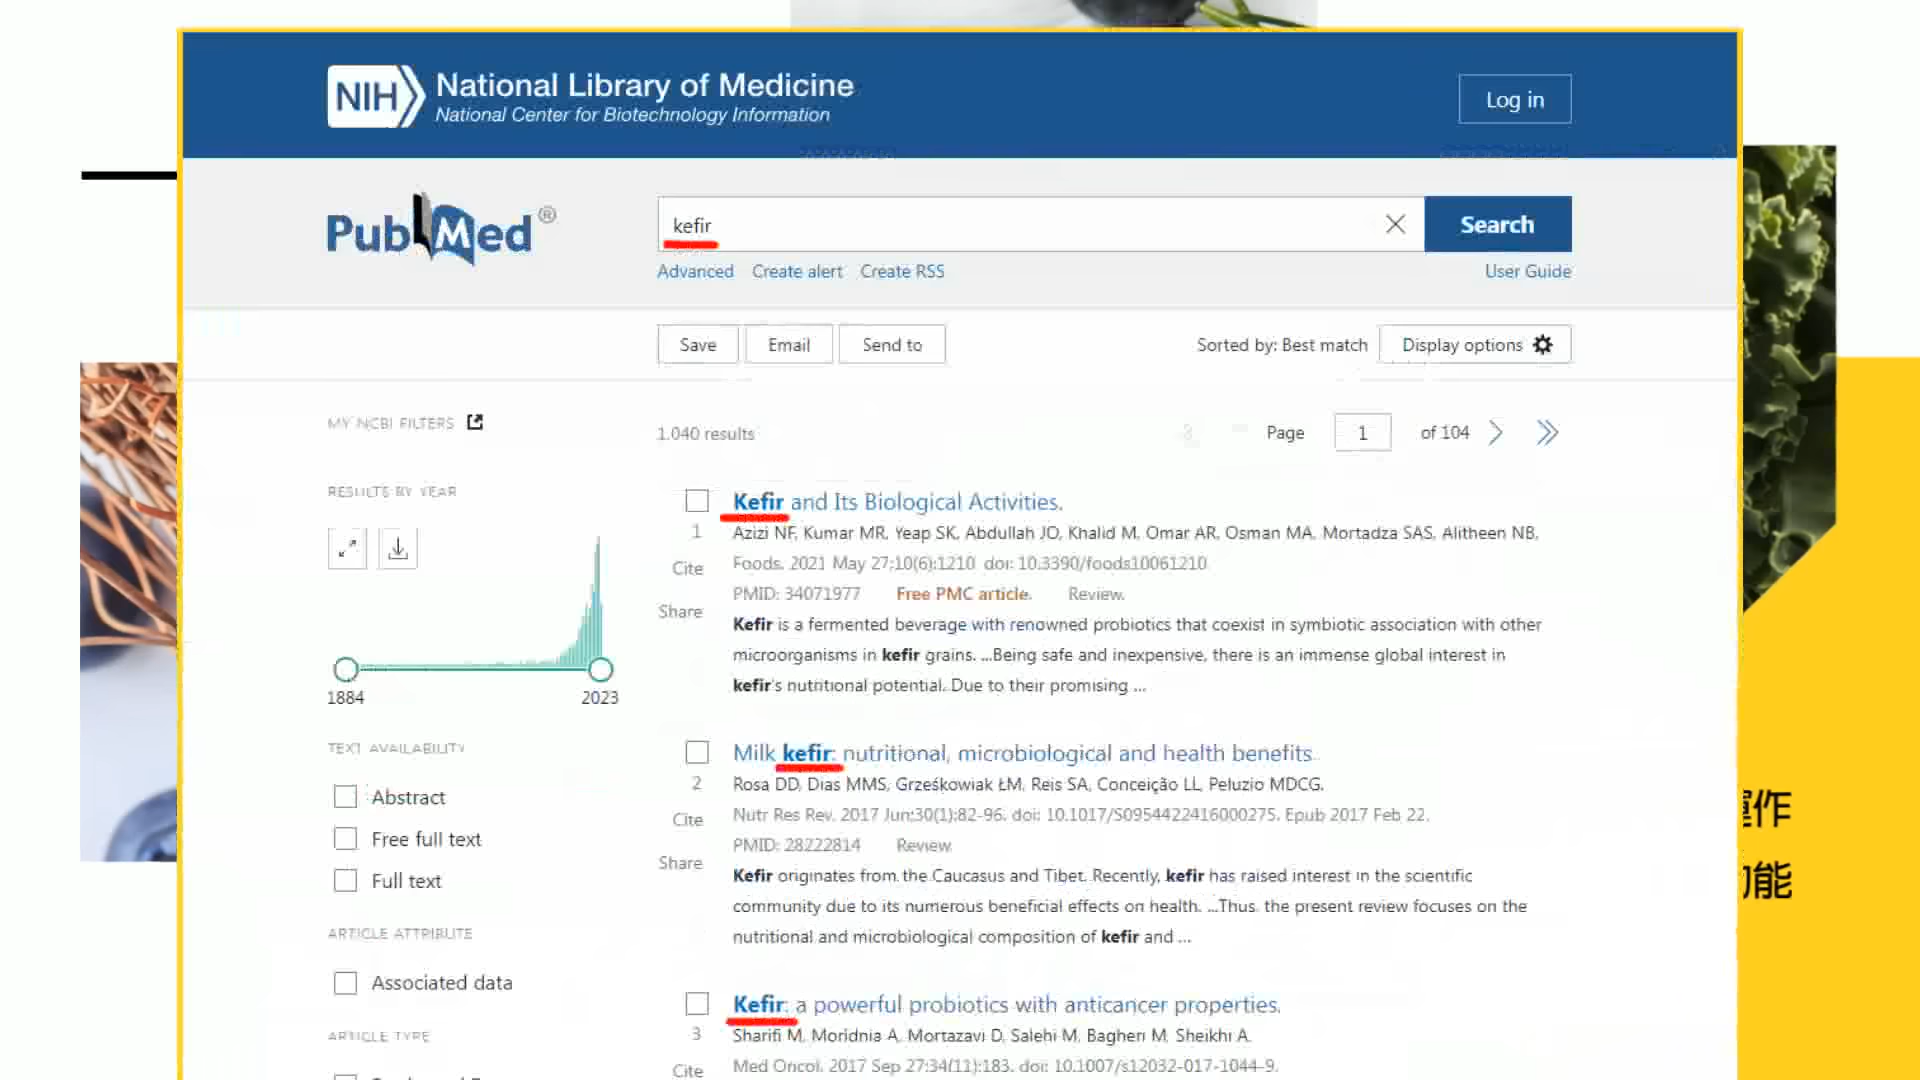 NIH National Library of Medicine
National Center for Biotechnology Information
Log in
PubMed®
kefir
Search
Advanced Create alert Create RSS
User Guide
Save Email Send to
Sorted by: Best match Display options
MY NCBI FILTERS
1,040 results
Page 1 of 104
RESULTS BY YEAR
1884 2023
TEXT AVAILABILITY
Abstract
Free full text
Full text
ARTICLE ATTRIBUTE
Associated data
ARTICLE TYPE
Kefir and Its Biological Activities.
1
Azizi NF, Kumar MR, Yeap SK, Abdullah JO, Khalid M, Omar AR, Osman MA, Mortadza SAS, Alitheen NB.
Cite
Foods. 2021 May 27;10(6):1210. doi: 10.3390/foods10061210.
PMID: 34071977 Free PMC article. Review.
Share
Kefir is a fermented beverage with renowned probiotics that coexist in symbiotic association with other
microorganisms in kefir grains. ...Being safe and inexpensive, there is an immense global interest in
kefir's nutritional potential. Due to their promising ...
Milk kefir: nutritional, microbiological and health benefits.
2
Rosa DD, Dias MMS, Grześkowiak ŁM, Reis SA, Conceição LL, Peluzio MDCG.
Cite
Nutr Res Rev. 2017 Jun;30(1):82-96. doi: 10.1017/S0954422416000275. Epub 2017 Feb 22.
PMID: 28222814 Review.
Share
Kefir originates from the Caucasus and Tibet. Recently, kefir has raised interest in the scientific
community due to its numerous beneficial effects on health. ...Thus, the present review focuses on the
nutritional and microbiological composition of kefir and ...
Kefir: a powerful probiotics with anticancer properties.
3
Sharifi M, Moridnia A, Mortazavi D, Salehi M, Bagheri M, Sheikhi A.
Cite
Med Oncol. 2017 Sep 27;34(11):183. doi: 10.1007/s12032-017-1044-9.
運作
功能